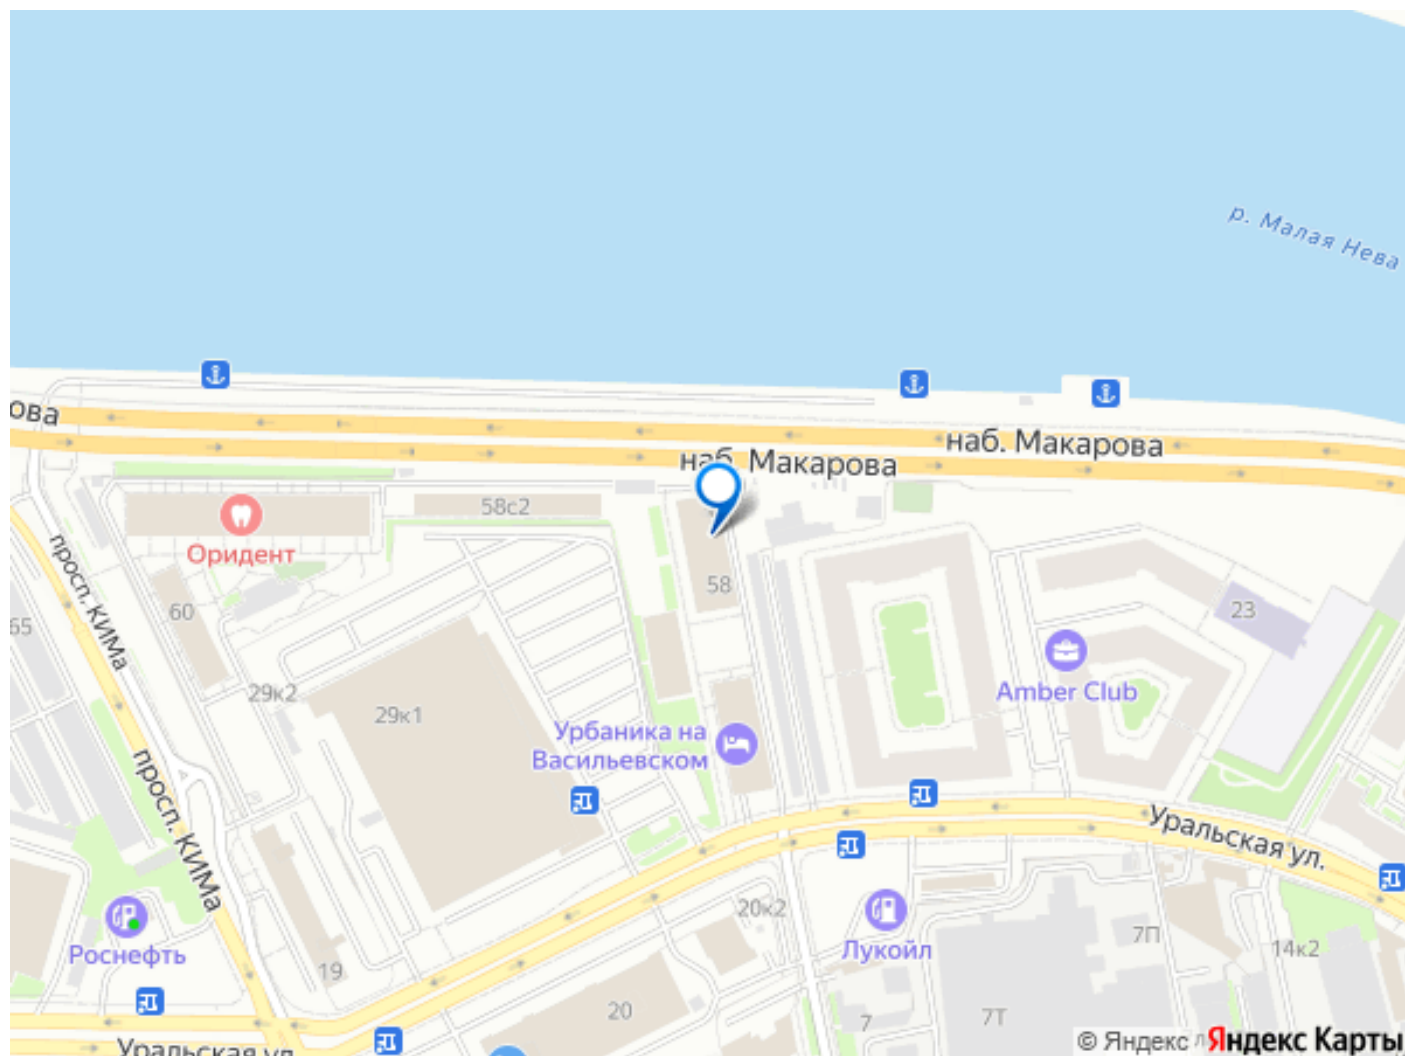 р. Малая Нева
ова
наб. Макарова
наб. Макарова
58с2
Оридент
просп. КИМа
58
60
65
23
29к2
29к1
Amber Club
Урбаника на
Васильевском
просп. КИМа
Уральская ул.
20к2
Роснефть
Лукойл
7П
14к2
19
20
7
7Т
Уральская ул.
© Яндекс
Яндекс Карты